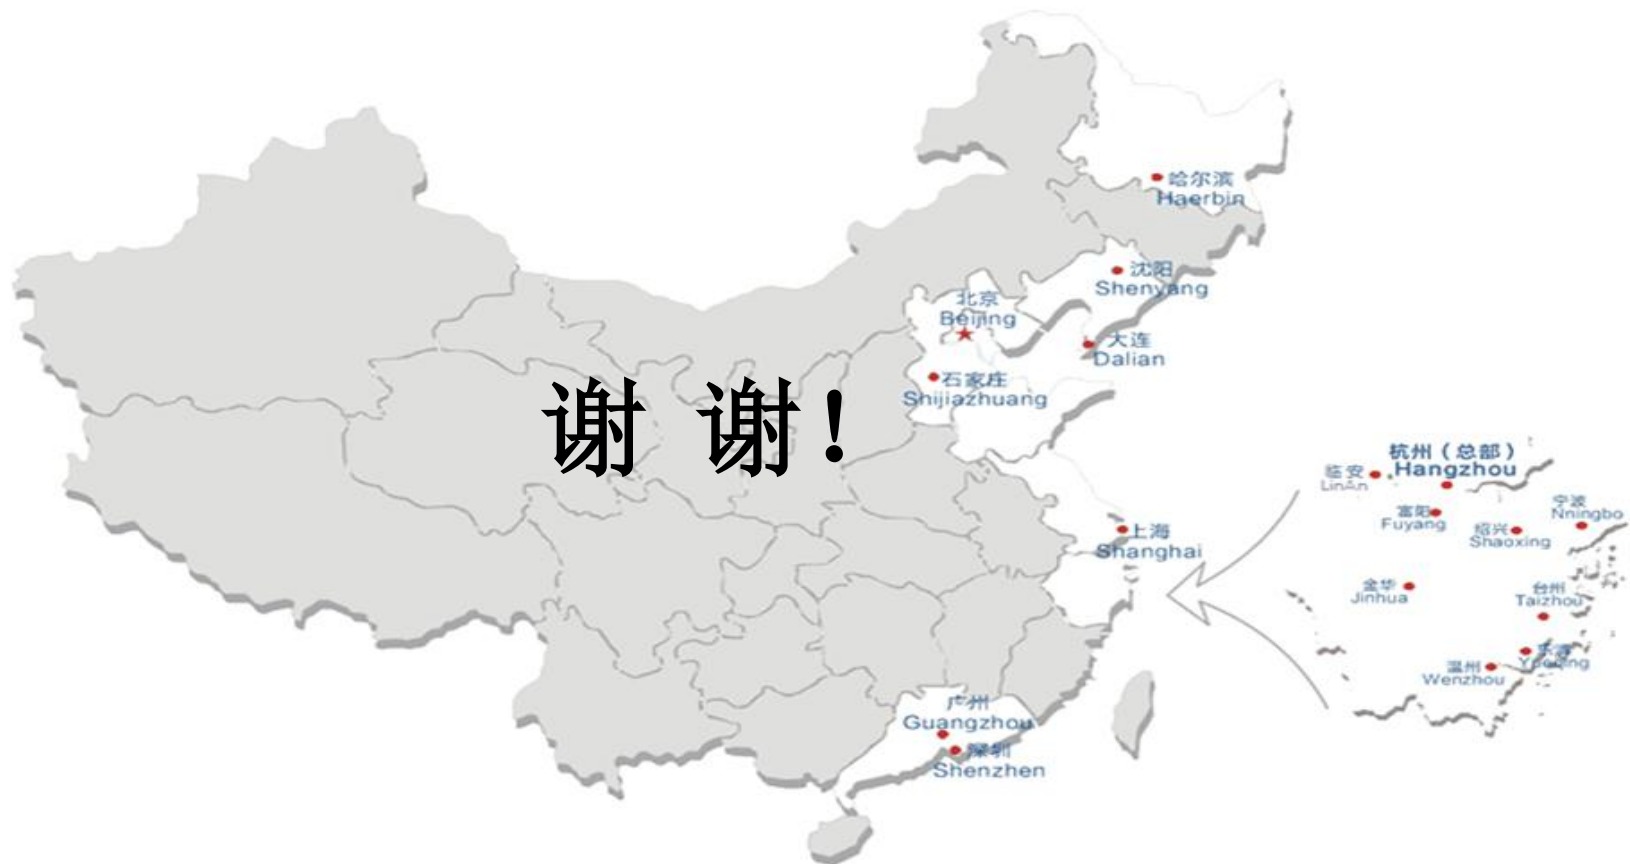 哈尔滨
Haerbin
沈阳
Shenyang
北京
Beijing
大连
Dalian
石家庄
Shijiazhuang
谢 谢！
上海
Shanghai
广州
Guangzhou
深圳
Shenzhen
杭州（总部）
Hangzhou
临安
LinAn
富阳
Fuyang
绍兴
Shaoxing
宁波
Nningbo
金华
Jinhua
台州
Taizhou
温州
Wenzhou